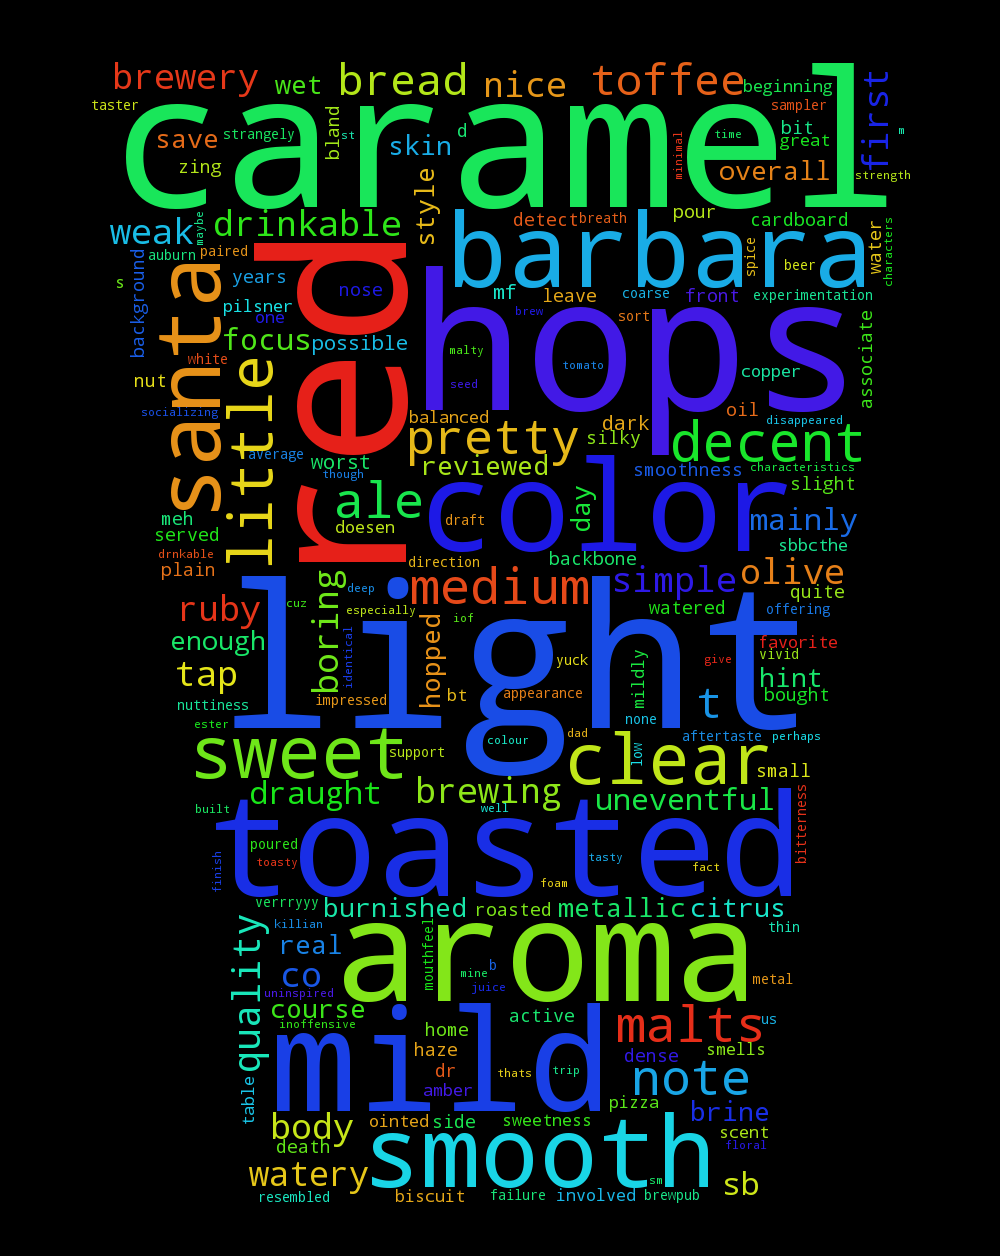 brewery wet bread nice toffee beginning first
taster caramel sampler
save strangely bland st skin d minimal time bit great m
zing style overall strength
weak maybe drinkable detect breath pour cardboard
auburn paired red barbara spice beer water characters
background santa years nose mf leave coarse front experimentation
s pilsner one hops brew sort associate
focus possible
white little malty tomato copper
nut seed
socializing balanced dark oil disappeared
average pretty silky decent
worst reviewed smoothness characteristics
though ale color day slight
meh doesen draft mainly
served sbbcthe
drnkable direction backbone
plain boring deep medium simple olive
ruby cuz especially iof watered quite offering
enough light hopped favorite
identical yuck mildly give vivid
tap impressed bt appearance t hint
nuttiness none bought
ester colour dad low aftertaste perhaps
sweet support clear small
draught brewing uneventful
built well bitterness
poured toasted
toasty tasty fact
finish foam
verrryyy burnished roasted metallic citrus
quality killian aroma thin
real mouthfeel b
co mine metal
uninspired juice
course active malts us
inoffensive home
haze mild dense smells
dr thats trip note
table amber pizza brine
body ointed side sweetness scent
death smooth floral
watery sm sb
resembled biscuit failure involved brewpub